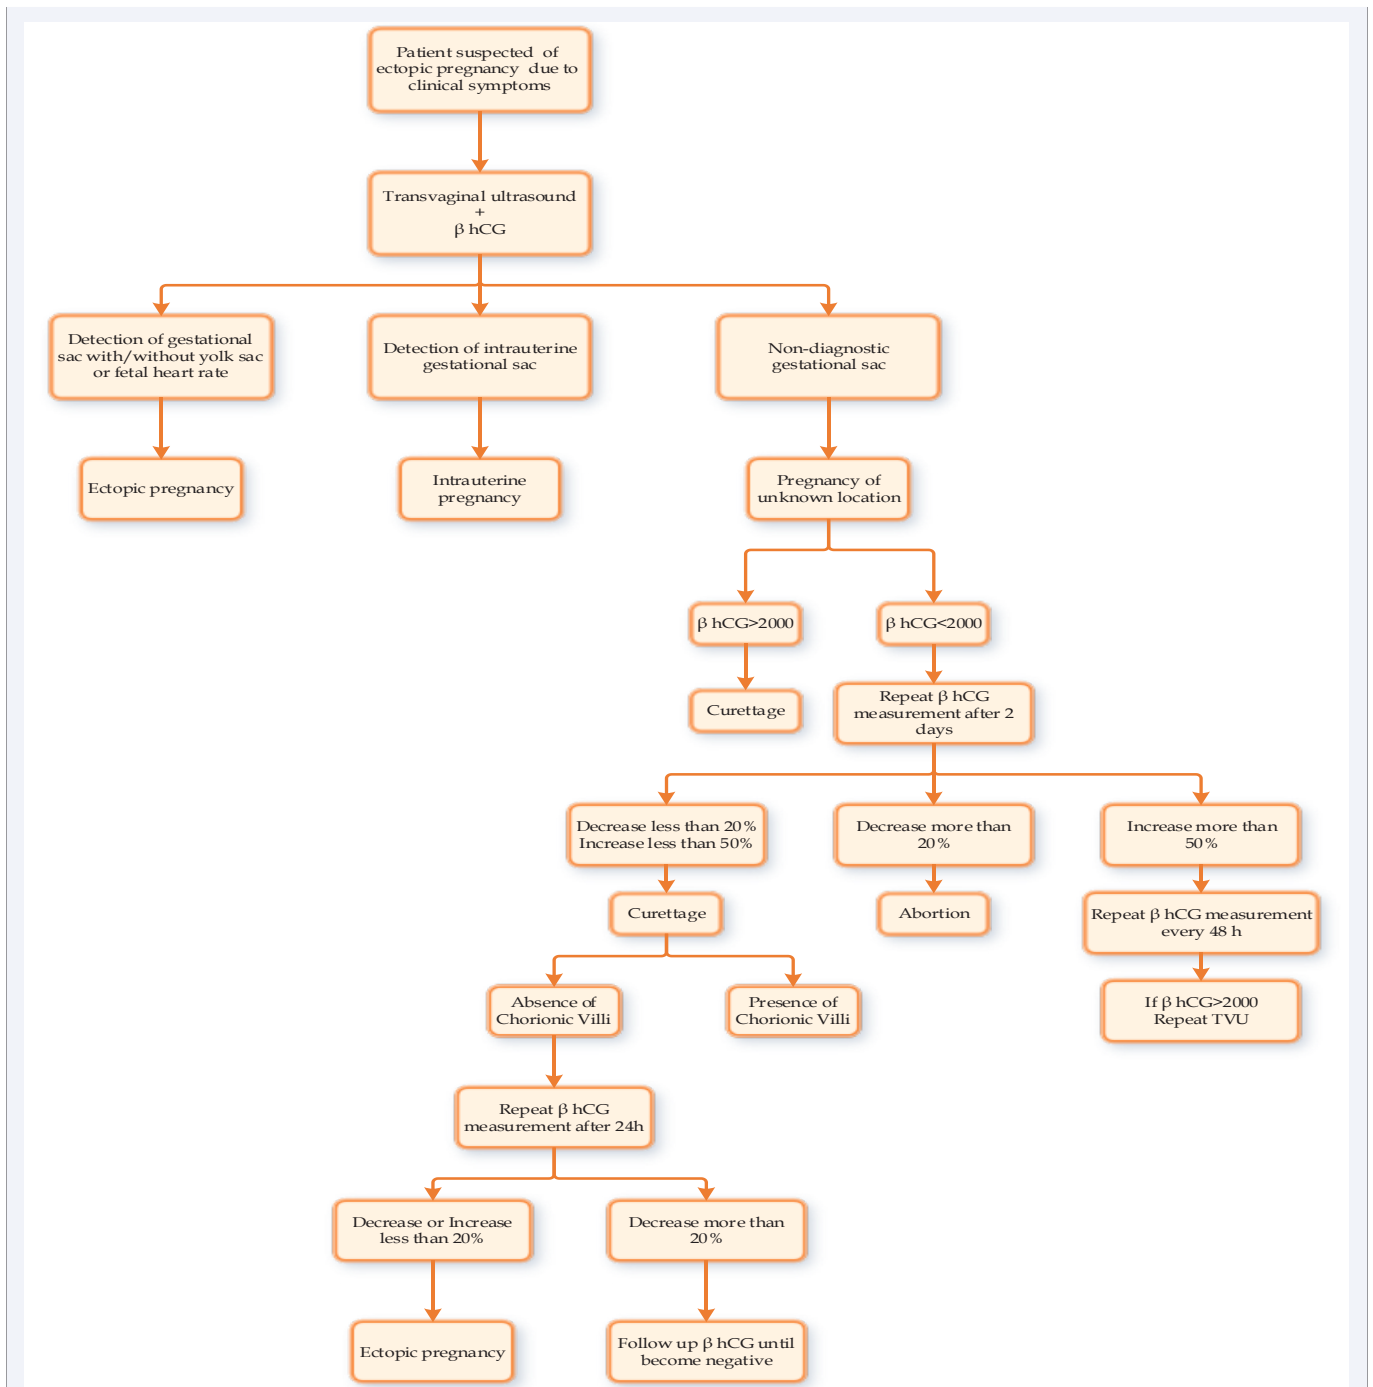 Patient suspected of
ectopic pregnancy due to
clinical symptoms
Transvaginal ultrasound
+
β hCG
Detection of gestational
sac with/without yolk sac
or fetal heart rate
Detection of intrauterine
gestational sac
Non-diagnostic
gestational sac
Ectopic pregnancy
Intrauterine
pregnancy
Pregnancy of
unknown location
β hCG>2000
β hCG<2000
Curettage
Repeat β hCG
measurement after 2
days
Decrease less than 20%
Increase less than 50%
Decrease more than
20%
Increase more than
50%
Curettage
Abortion
Repeat β hCG measurement
every 48 h
Absence of
Chorionic Villi
Presence of
Chorionic Villi
If β hCG>2000
Repeat TVU
Repeat β hCG
measurement after 24h
Decrease or Increase
less than 20%
Decrease more than
20%
Ectopic pregnancy
Follow up β hCG until
become negative